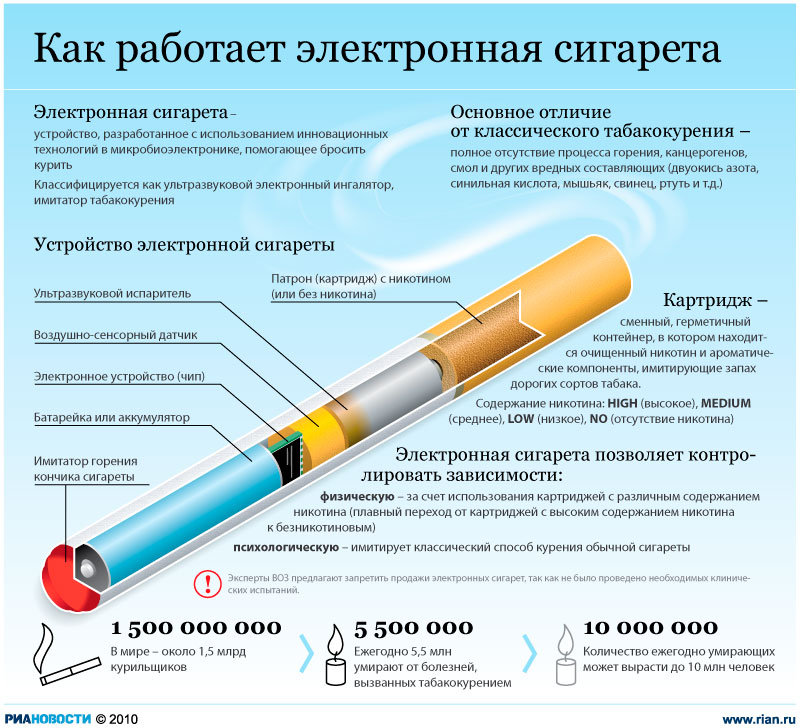 Как работает электронная сигарета
Электронная сигарета –
устройство, разработанное с использованием инновационных
технологий в микробиоэлектронике, помогающее бросить
курить
Классифицируется как ультразвуковой электронный ингалятор,
имитатор табакокурения
Основное отличие
от классического табакокурения –
полное отсутствие процесса горения, канцерогенов,
смол и других вредных составляющих (двуокись азота,
синильная кислота, мышьяк, свинец, ртуть и т.д.)
Устройство электронной сигареты
Ультразвуковой испаритель
Воздушно-сенсорный датчик
Электронное устройство (чип)
Батарейка или аккумулятор
Имитатор горения
кончика сигареты
Патрон (картридж) с никотином
(или без никотина)
Картридж –
сменный, герметичный
контейнер, в котором находит-
ся очищенный никотин и аромати­че-
ские компоненты, имитирующие запах
дорогих сортов табака.
Содержание никотина: HIGH (высокое), MEDIUM
(среднее), LOW (низкое), NO (отсутствие никотина)
Электронная сигарета позволяет контро-
лировать зависимости:
физическую – за счет использования картриджей с различным содержанием
никотина (плавный переход от картриджей с высоким содержанием никотина
к безникотиновым)
психологическую – имитирует классический способ курения обычной сигареты
! Эксперты ВОЗ предлагают запретить продажи электронных сигарет, так как не было проведено необходимых клиниче-
ских испытаний.
1 500 000 000
В мире – около 1,5 млрд
курильщиков
5 500 000
Ежегодно 5,5 млн
умирают от болезней,
вызванных табакокурением
10 000 000
Количество ежегодно умирающих
может вырасти до 10 млн человек
РИАНОВОСТИ © 2010
www.rian.ru